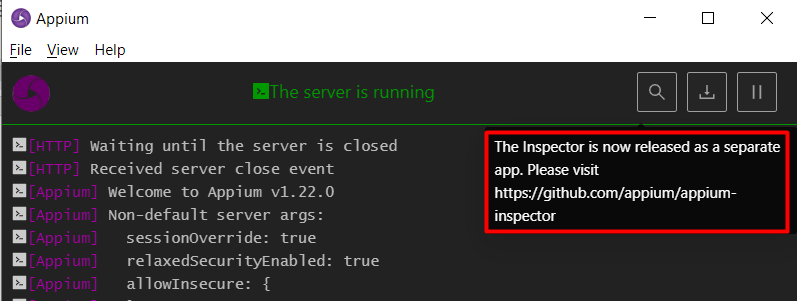 Appium
File View Help
The server is running
[HTTP] Waiting until the server is closed
[HTTP] Received server close event
[Appium] Welcome to Appium v1.22.0
[Appium] Non-default server args:
[Appium] sessionOverride: true
[Appium] relaxedSecurityEnabled: true
[Appium] allowInsecure: {
The Inspector is now released as a separate
app. Please visit
https://github.com/appium/appium-
inspector